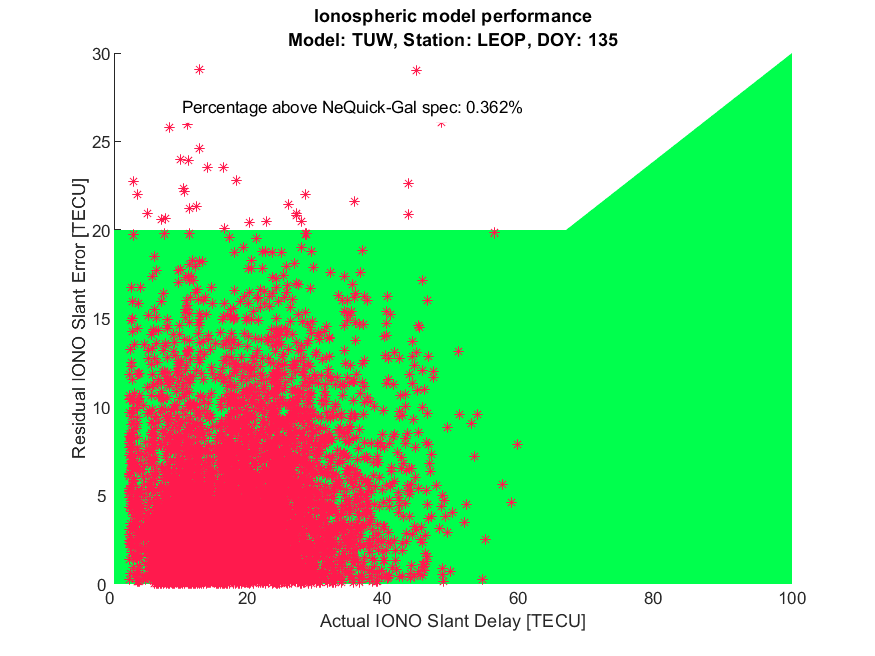 Ionospheric model performance
Model: TUW, Station: LEOP, DOY: 135
30
Percentage above NeQuick-Gal spec: 0.362%
25
20
15
10
5
0
Residual IONO Slant Error [TECU]
0 20 40 60 80 100
Actual IONO Slant Delay [TECU]